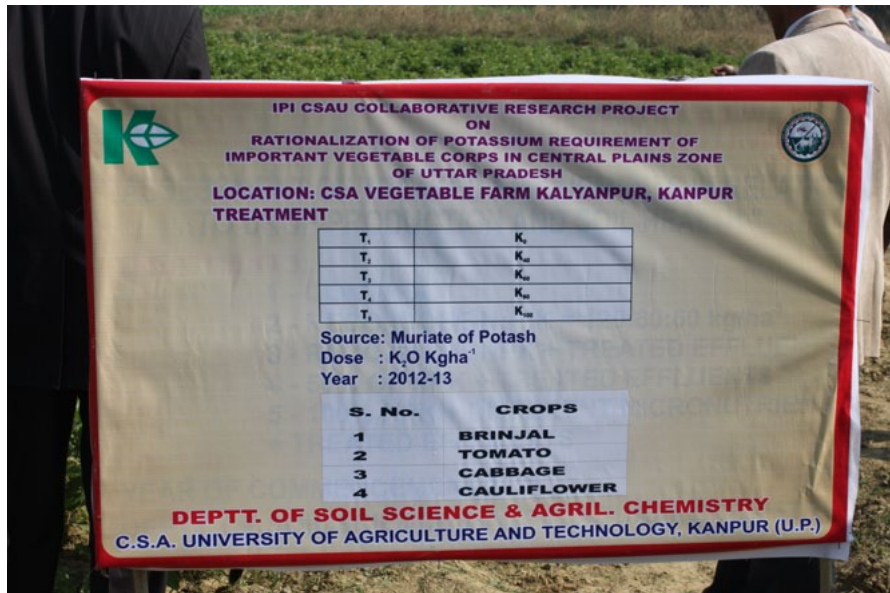 IPI CSAU COLLABORATIVE RESEARCH PROJECT
ON
RATIONALIZATION OF POTASSIUM REQUIREMENT OF
IMPORTANT VEGETABLE CORPS IN CENTRAL PLAINS ZONE
OF UTTAR PRADESH
LOCATION: CSA VEGETABLE FARM KALYANPUR, KANPUR
TREATMENT
T₁ K₀
T₂ K₄₀
T₃ K₆₀
T₄ K₈₀
T₅ K₁₀₀
Source: Muriate of Potash
Dose : K₂O Kgha⁻¹
Year : 2012-13
S. No. CROPS
1 BRINJAL
2 TOMATO
3 CABBAGE
4 CAULIFLOWER
DEPTT. OF SOIL SCIENCE & AGRIL. CHEMISTRY
C.S.A. UNIVERSITY OF AGRICULTURE AND TECHNOLOGY, KANPUR (U.P.)